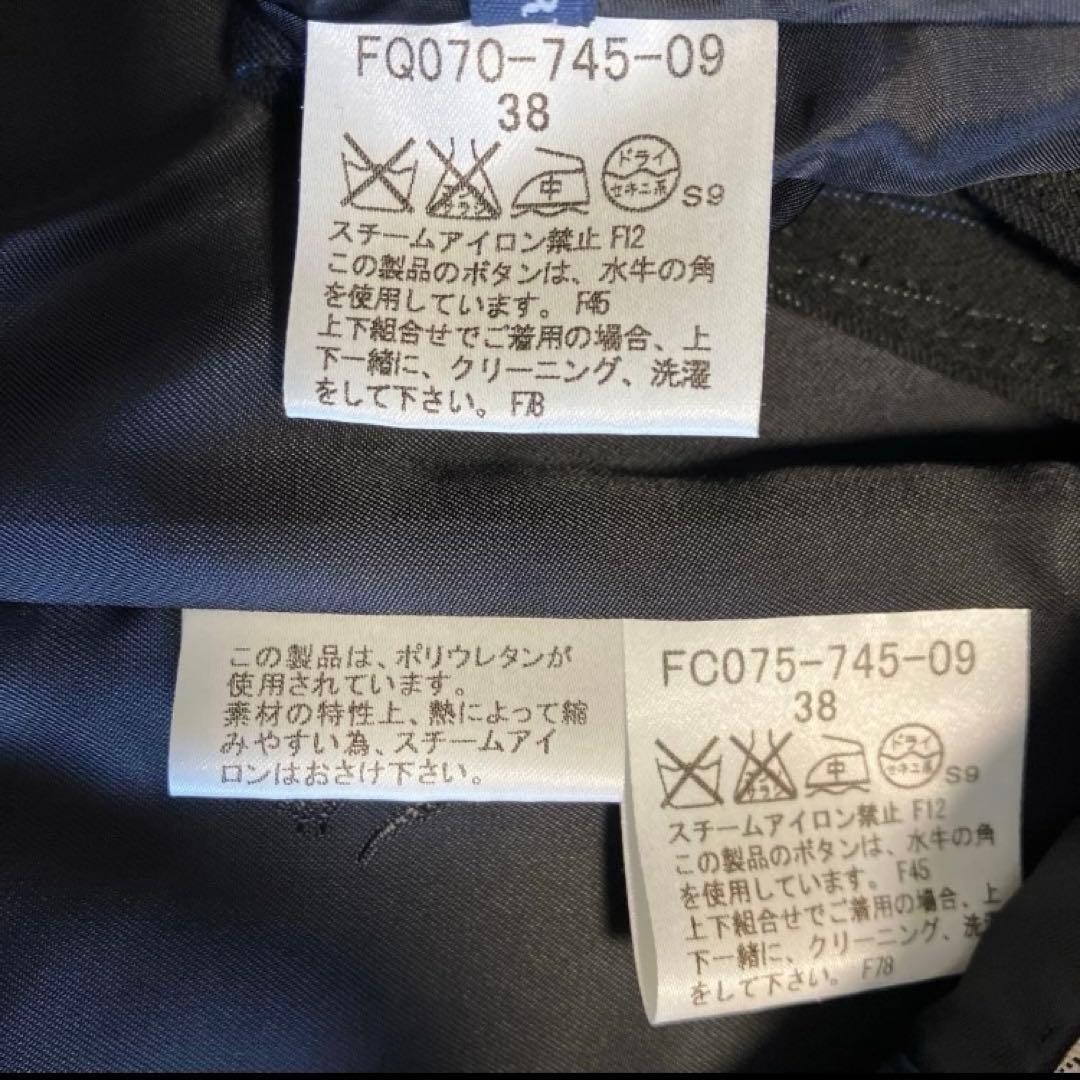 FQ070-745-09
38
中
ドライ
セキユ系
S9
スチームアイロン禁止 F12
この製品のボタンは、水牛の角
を使用しています。 F45
上下組合せでご着用の場合、上
下一緒に、クリーニング、洗濯
をして下さい。 F78
この製品は、ポリウレタンが
使用されています。
素材の特性上、熱によって縮
みやすい為、スチームアイ
ロンはおさけ下さい。
FC075-745-09
38
中
ドライ
セキユ系
S9
スチームアイロン禁止 F12
この製品のボタンは、水牛の角
を使用しています。 F45
上下組合せでご着用の場合、上
下一緒に、クリーニング、洗濯
をして下さい。 F78